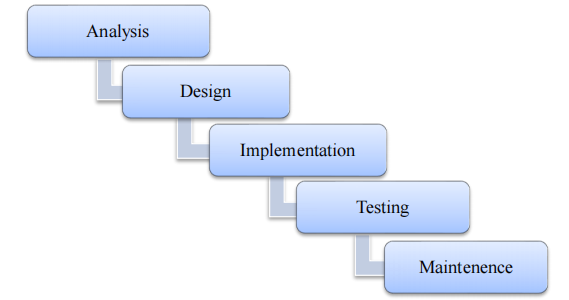 Analysis
Design
Implementation
Testing
Maintenence